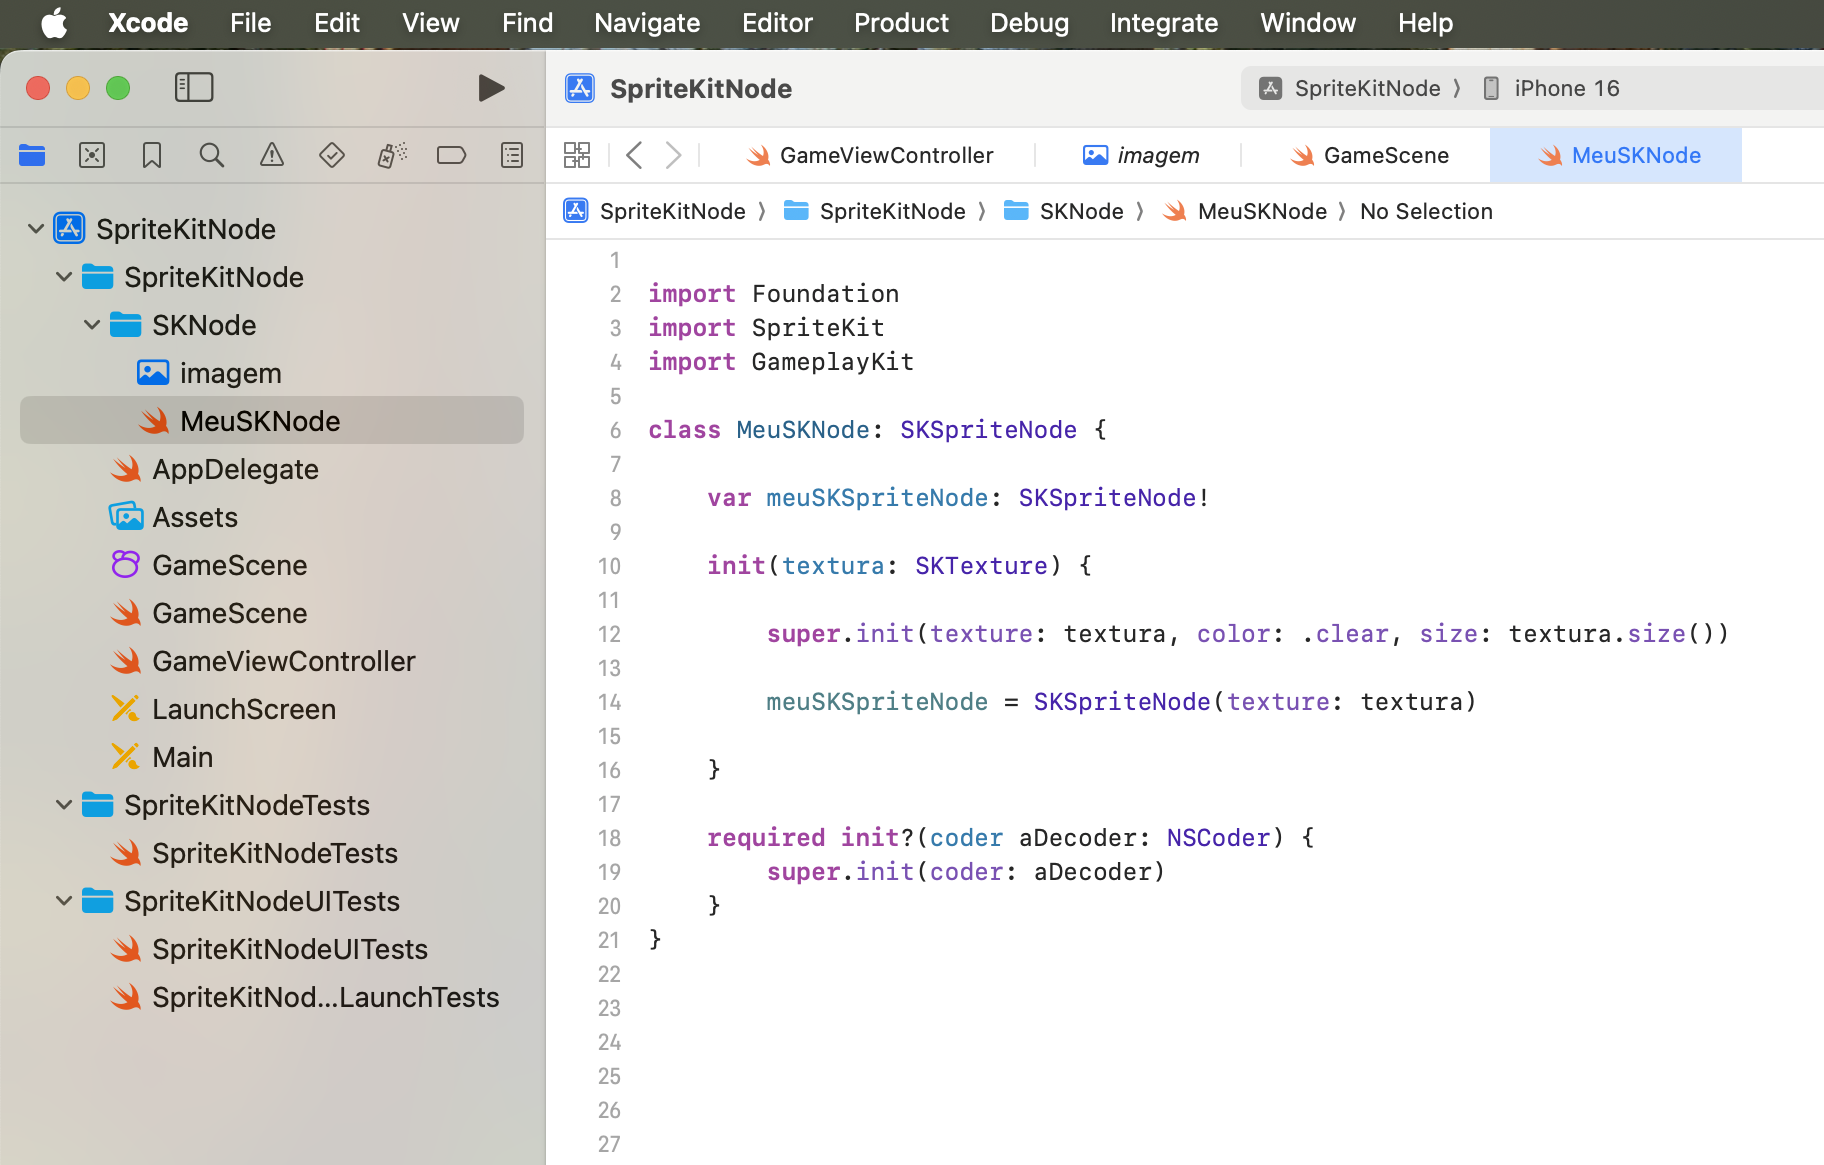 Xcode File Edit View Find Navigate Editor Product Debug Integrate Window Help
SpriteKitNode
SpriteKitNode 〉 iPhone 16
GameViewController
imagem
GameScene
MeuSKNode
SpriteKitNode 〉 SpriteKitNode 〉 SKNode 〉 MeuSKNode 〉 No Selection
SpriteKitNode
SpriteKitNode
SKNode
imagem
MeuSKNode
AppDelegate
Assets
GameScene
GameScene
GameViewController
LaunchScreen
Main
SpriteKitNodeTests
SpriteKitNodeTests
SpriteKitNodeUITests
SpriteKitNodeUITests
SpriteKitNod...LaunchTests
1
2 import Foundation
3 import SpriteKit
4 import GameplayKit
5
6 class MeuSKNode: SKSpriteNode {
7
8     var meuSKSpriteNode: SKSpriteNode!
9
10     init(textura: SKTexture) {
11
12         super.init(texture: textura, color: .clear, size: textura.size())
13
14         meuSKSpriteNode = SKSpriteNode(texture: textura)
15
16     }
17
18     required init?(coder aDecoder: NSCoder) {
19         super.init(coder: aDecoder)
20     }
21 }
22
23
24
25
26
27